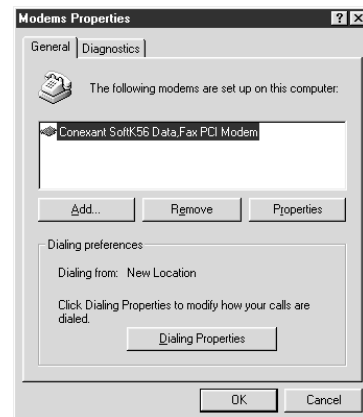 Modems Properties
General
Diagnostics
The following modems are set up on this computer:
Conexant SoftK56 Data,Fax PCI Modem
Add...
Remove
Properties
Dialing preferences
Dialing from: New Location
Click Dialing Properties to modify how your calls are
dialed.
Dialing Properties
OK
Cancel